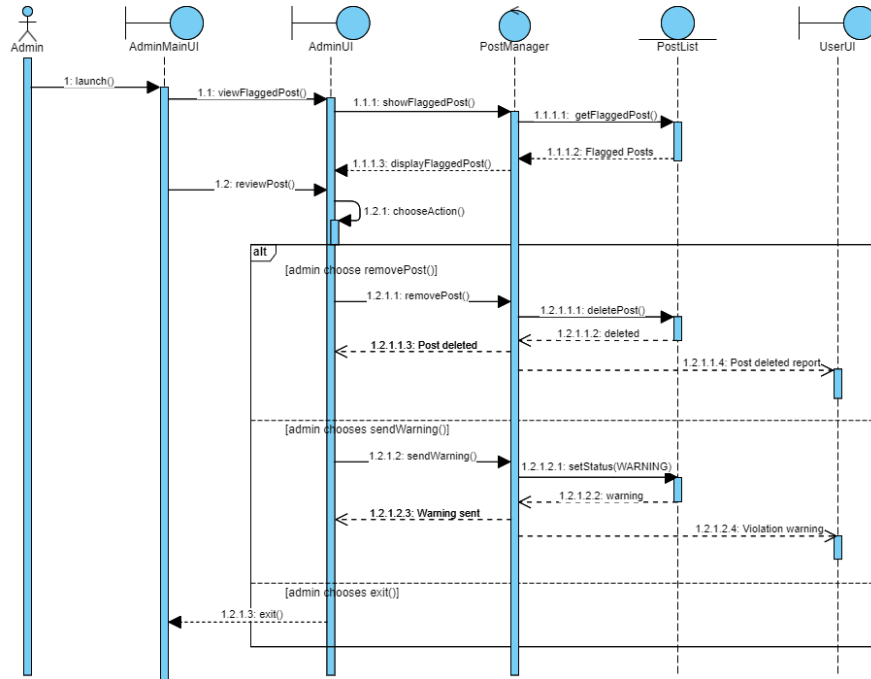 Admin
AdminMainUI
AdminUI
PostManager
PostList
UserUI
1: launch()
1.1: viewFlaggedPost()
1.1.1: showFlaggedPost()
1.1.1.1: getFlaggedPost()
1.1.1.2: Flagged Posts
1.1.1.3: displayFlaggedPost()
1.2: reviewPost()
1.2.1: chooseAction()
alt
[admin choose removePost()]
1.2.1.1: removePost()
1.2.1.1.1: deletePost()
1.2.1.1.2: deleted
1.2.1.1.3: Post deleted
1.2.1.1.4: Post deleted report
[admin chooses sendWarning()]
1.2.1.2: sendWarning()
1.2.1.2.1: setStatus(WARNING)
1.2.1.2.2: warning
1.2.1.2.3: Warning sent
1.2.1.2.4: Violation warning
[admin chooses exit()]
1.2.1.3: exit()